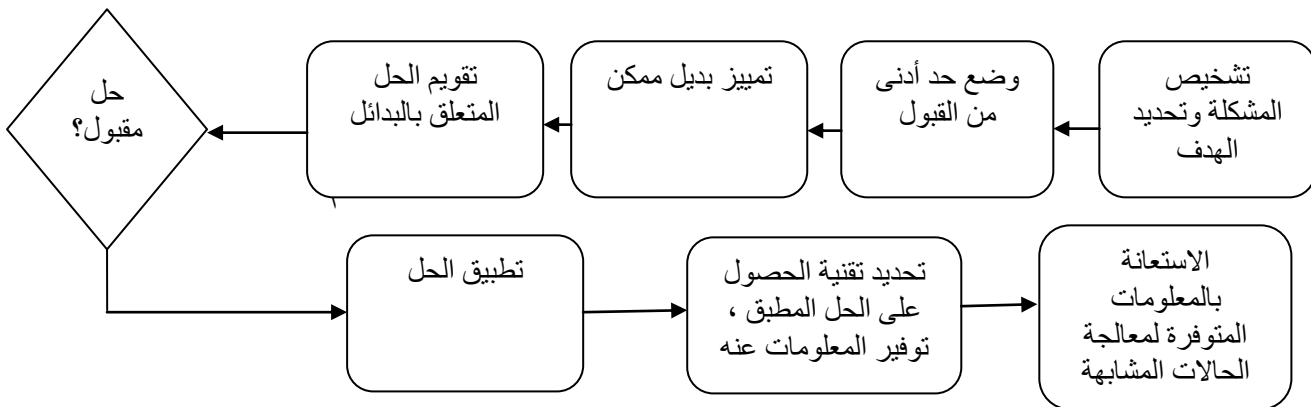 تشخيص
المشكلة وتحديد
الهدف
وضع حد أدنى
من القبول
تمييز بديل ممكن
تقويم الحل
المتعلق بالبدائل
حل
مقبول؟
تطبيق الحل
تحديد تقنية الحصول
على الحل المطبق ،
توفير المعلومات عنه
الاستعانة
بالمعلومات
المتوفرة لمعالجة
الحالات المشابهة